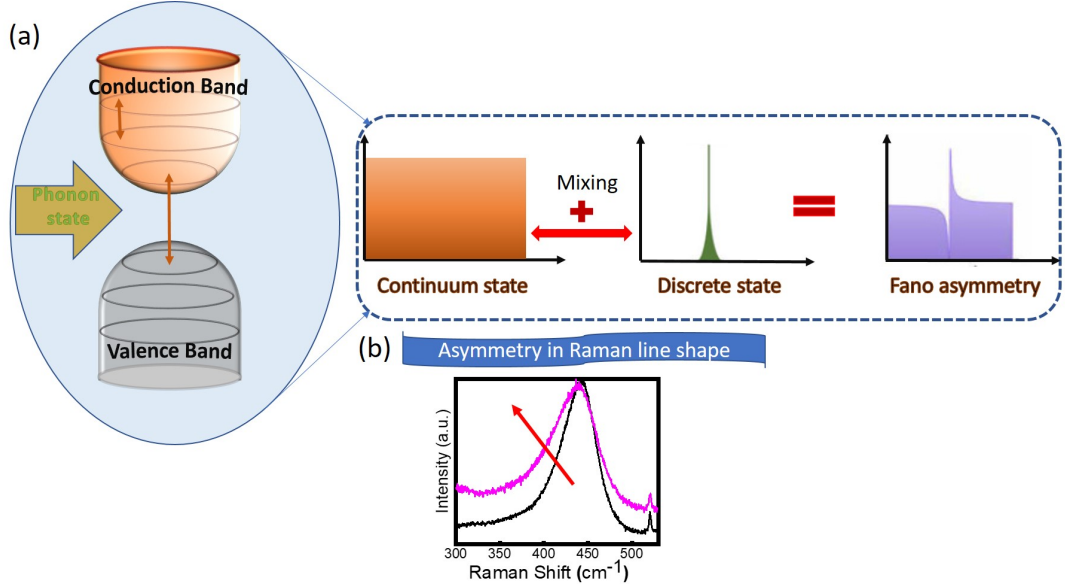 (a)
Conduction Band
Phonon
state
Valence Band
Mixing
Continuum state
Discrete state
Fano asymmetry
(b)
Asymmetry in Raman line shape
Intensity (a.u.)
300 350 400 450 500
Raman Shift (cm-1)